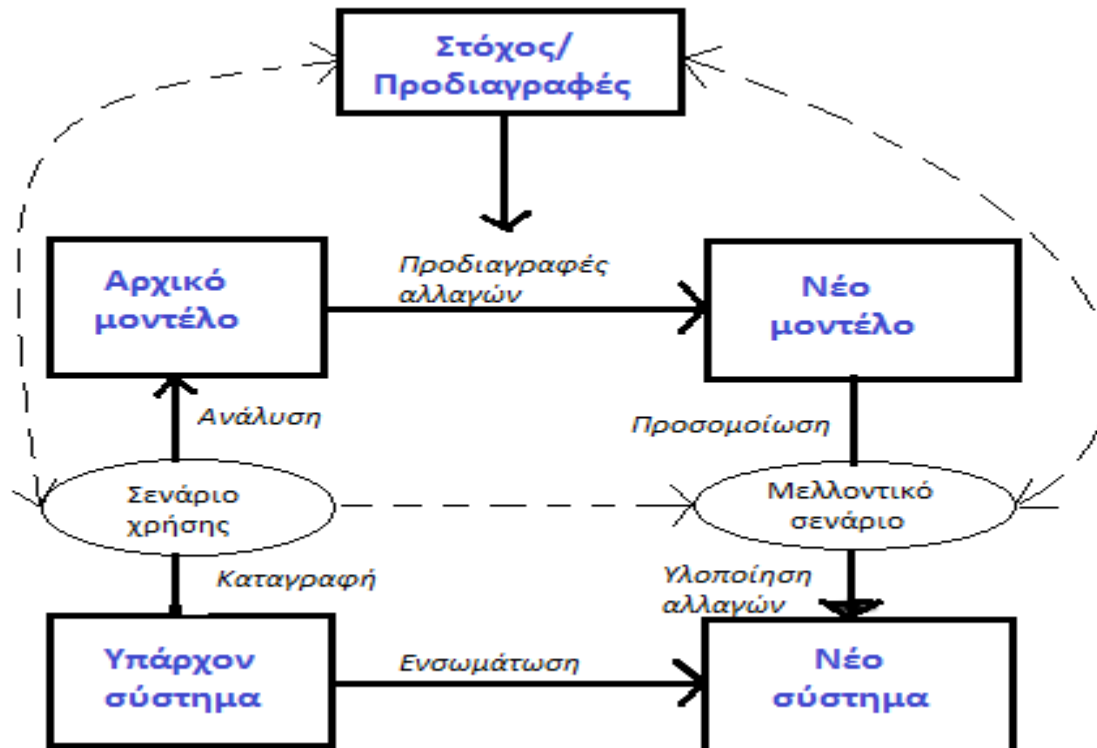 Στόχος/
Προδιαγραφές
Αρχικό
μοντέλο
Προδιαγραφές
αλλαγών
Νέο
μοντέλο
Ανάλυση
Προσομοίωση
Σενάριο
χρήσης
Μελλοντικό
σενάριο
Καταγραφή
Υλοποίηση
αλλαγών
Υπάρχον
σύστημα
Ενσωμάτωση
Νέο
σύστημα